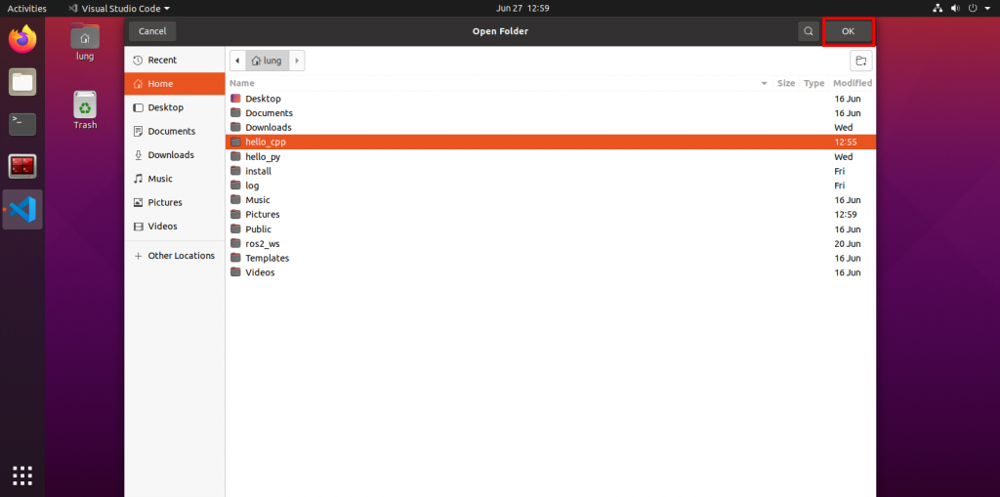 Activities Visual Studio Code Jun 27 12:59
lung
Trash
>_
Cancel Open Folder OK
Recent
Home
Desktop
Documents
Downloads
Music
Pictures
Videos
Other Locations
lung
Name Size Type Modified
Desktop 16 Jun
Documents 16 Jun
Downloads Wed
hello_cpp 12:55
hello_py Wed
install Fri
log Fri
Music 16 Jun
Pictures 12:59
Public 16 Jun
ros2_ws 20 Jun
Templates 16 Jun
Videos 16 Jun